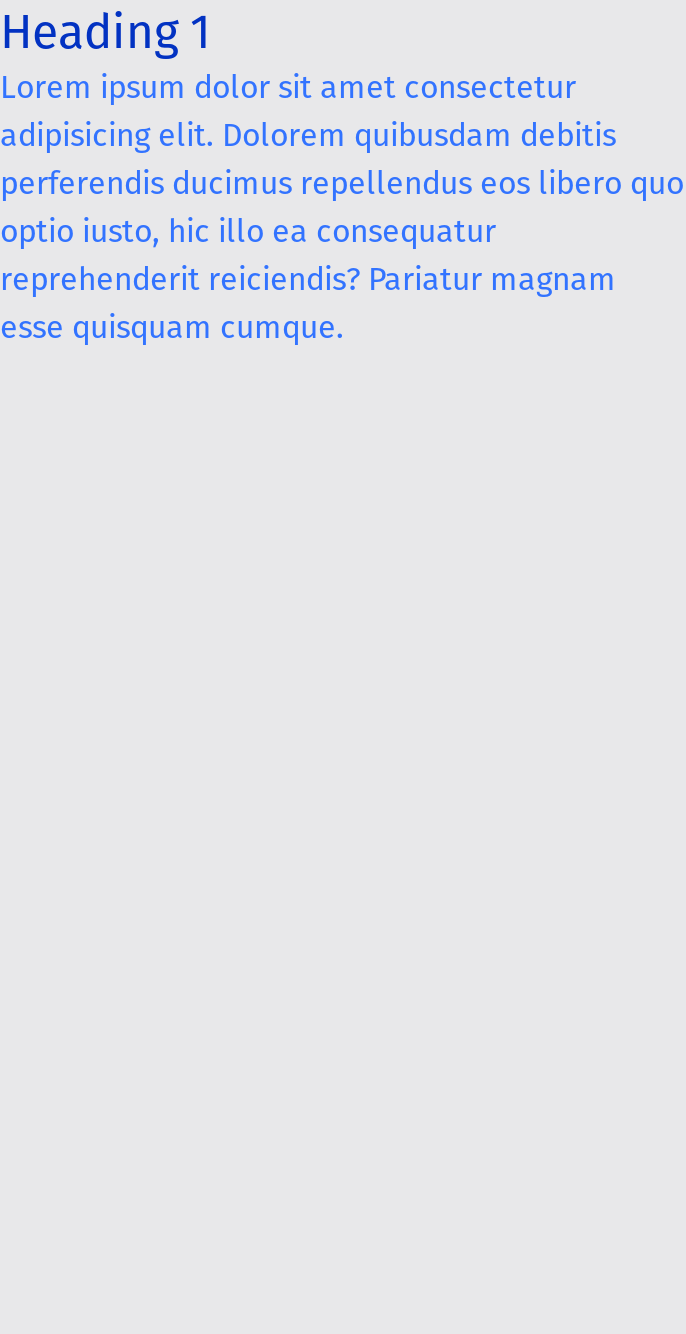 Heading 1
Lorem ipsum dolor sit amet consectetur
adipisicing elit. Dolorem quibusdam debitis
perferendis ducimus repellendus eos libero quo
optio iusto, hic illo ea consequatur
reprehenderit reiciendis? Pariatur magnam
esse quisquam cumque.